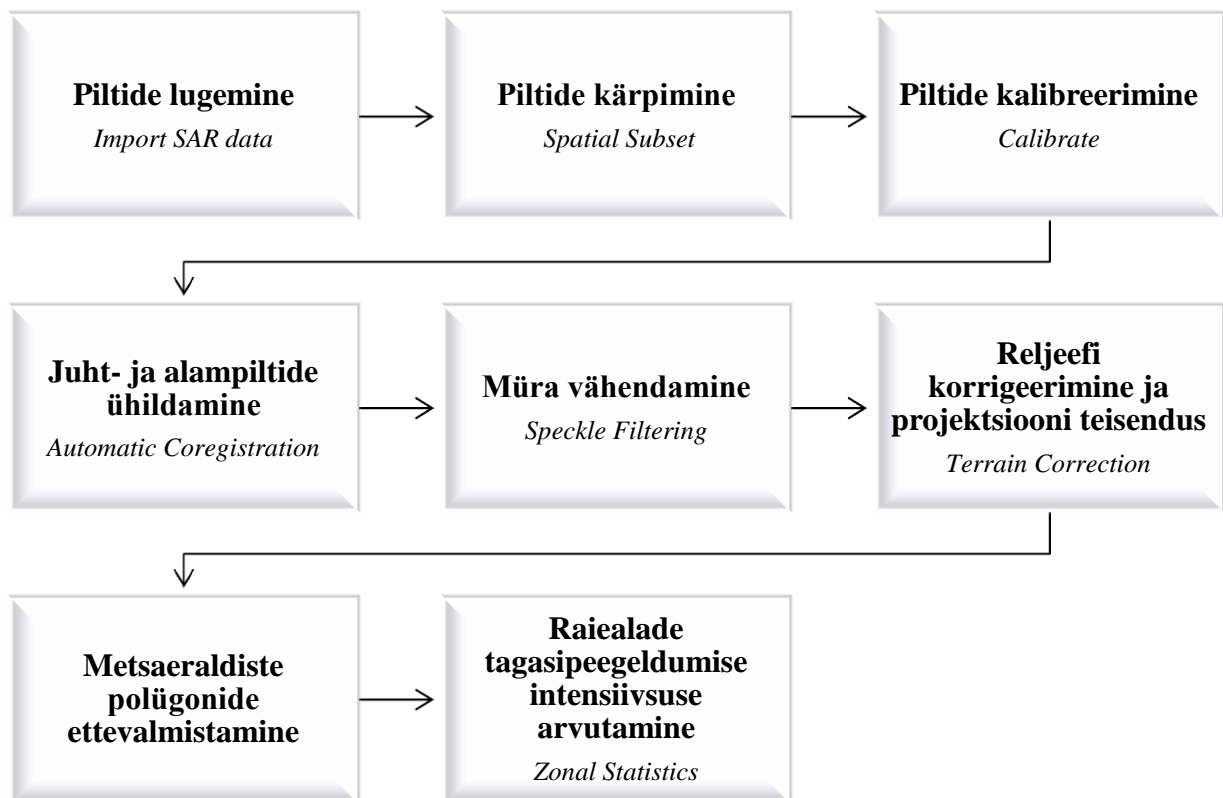 Piltide lugemine
Import SAR data
Piltide kärpimine
Spatial Subset
Piltide kalibreerimine
Calibrate
Juht- ja alampiltide
ühildamine
Automatic Coregistration
Müra vähendamine
Speckle Filtering
Reljeefi
korrigeerimine ja
projektsiooni teisendus
Terrain Correction
Metsaeraldiste
polügonide
ettevalmistamine
Raiealade
tagasipeegeldumise
intensiivsuse
arvutamine
Zonal Statistics